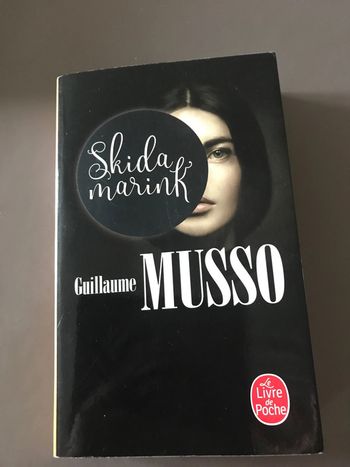 Skida
marink
Guillaume MUSSO
Le
Livre
de
Poche